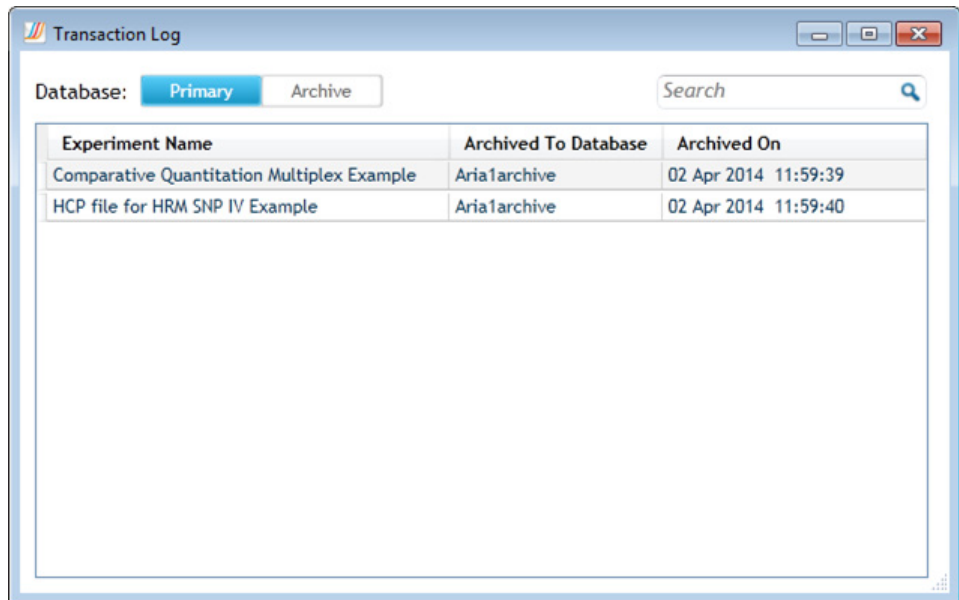 Transaction Log
Database: Primary Archive Search
Experiment Name Archived To Database Archived On
Comparative Quantitation Multiplex Example Aria1archive 02 Apr 2014 11:59:39
HCP file for HRM SNP IV Example Aria1archive 02 Apr 2014 11:59:40